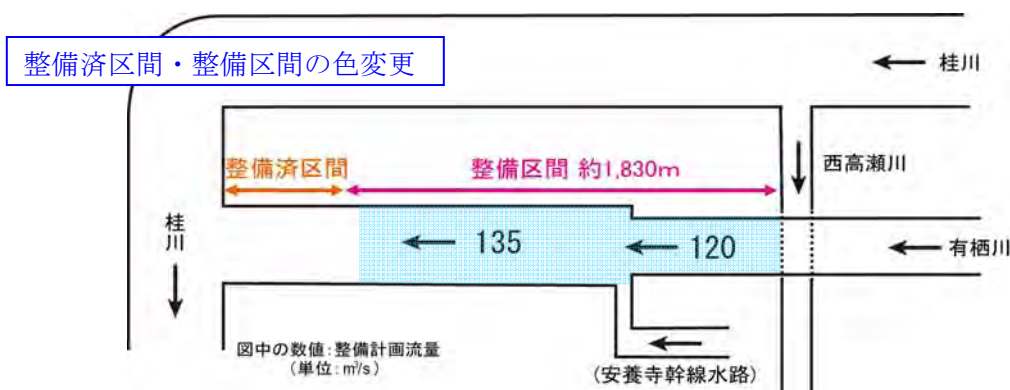 整備済区間・整備区間の色変更
桂川
西高瀬川
整備済区間
整備区間 約1,830m
桂川
135
120
有栖川
図中の数値:整備計画流量
(単位:㎥/s)
(安養寺幹線水路)